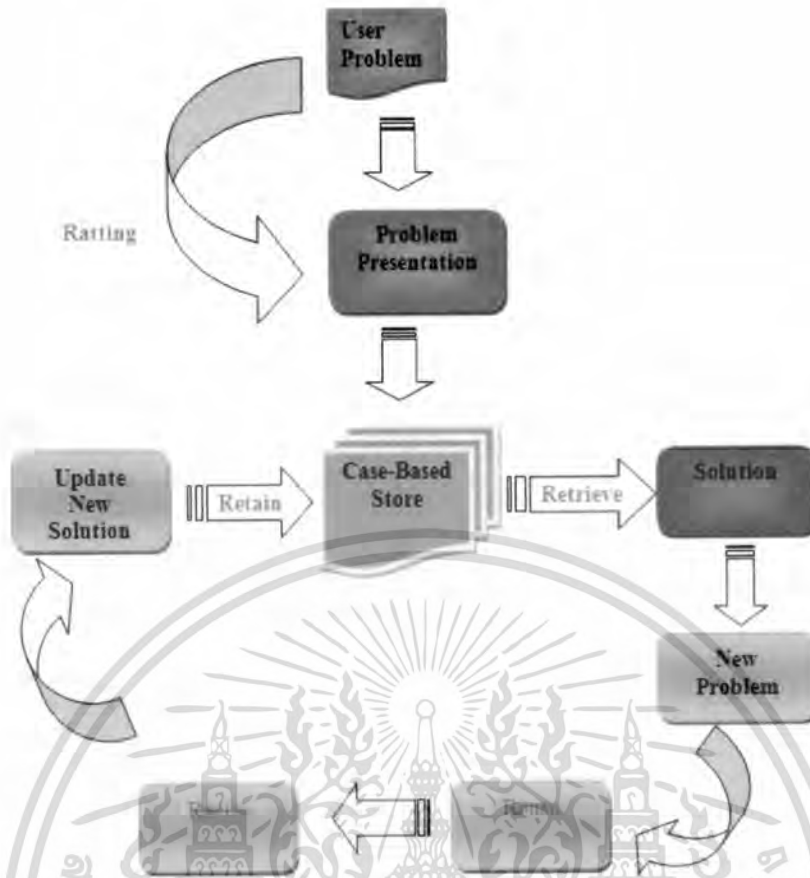 User
Problem
Ratting
Problem
Presentation
Update
New
Solution
Retain
Case-Based
Store
Retrieve
Solution
New
Problem